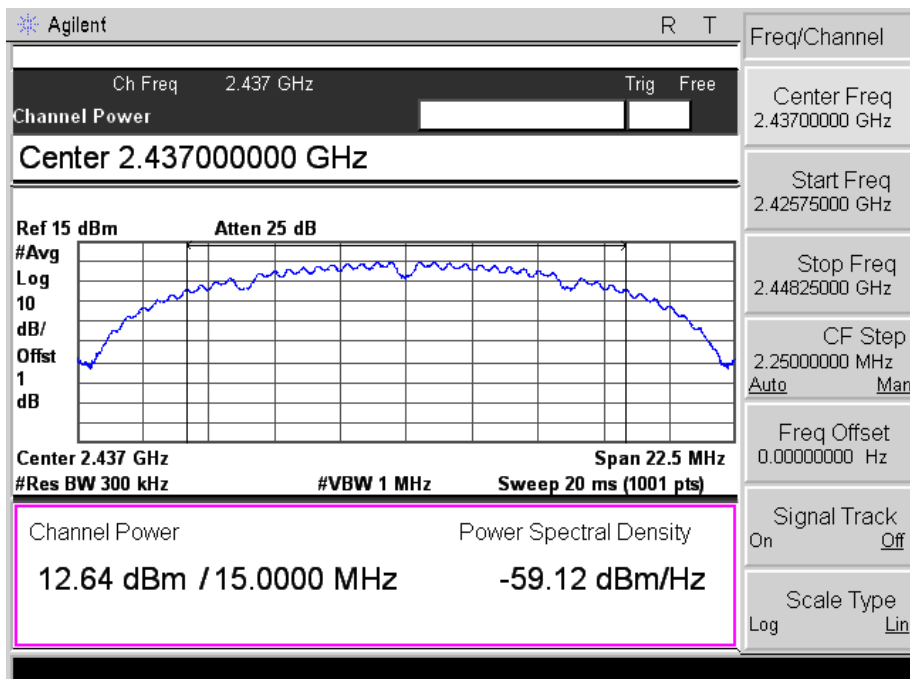 Agilent R T
Ch Freq 2.437 GHz Trig Free
Channel Power
Center 2.437000000 GHz
Ref 15 dBm Atten 25 dB
#Avg
Log
10
dB/
Offst
1
dB
Center 2.437 GHz Span 22.5 MHz
#Res BW 300 kHz #VBW 1 MHz Sweep 20 ms (1001 pts)
Channel Power Power Spectral Density
12.64 dBm / 15.0000 MHz -59.12 dBm/Hz
Freq/Channel
Center Freq
2.43700000 GHz
Start Freq
2.42575000 GHz
Stop Freq
2.44825000 GHz
CF Step
2.25000000 MHz
Auto Man
Freq Offset
0.00000000 Hz
Signal Track
On Off
Scale Type
Log Lin